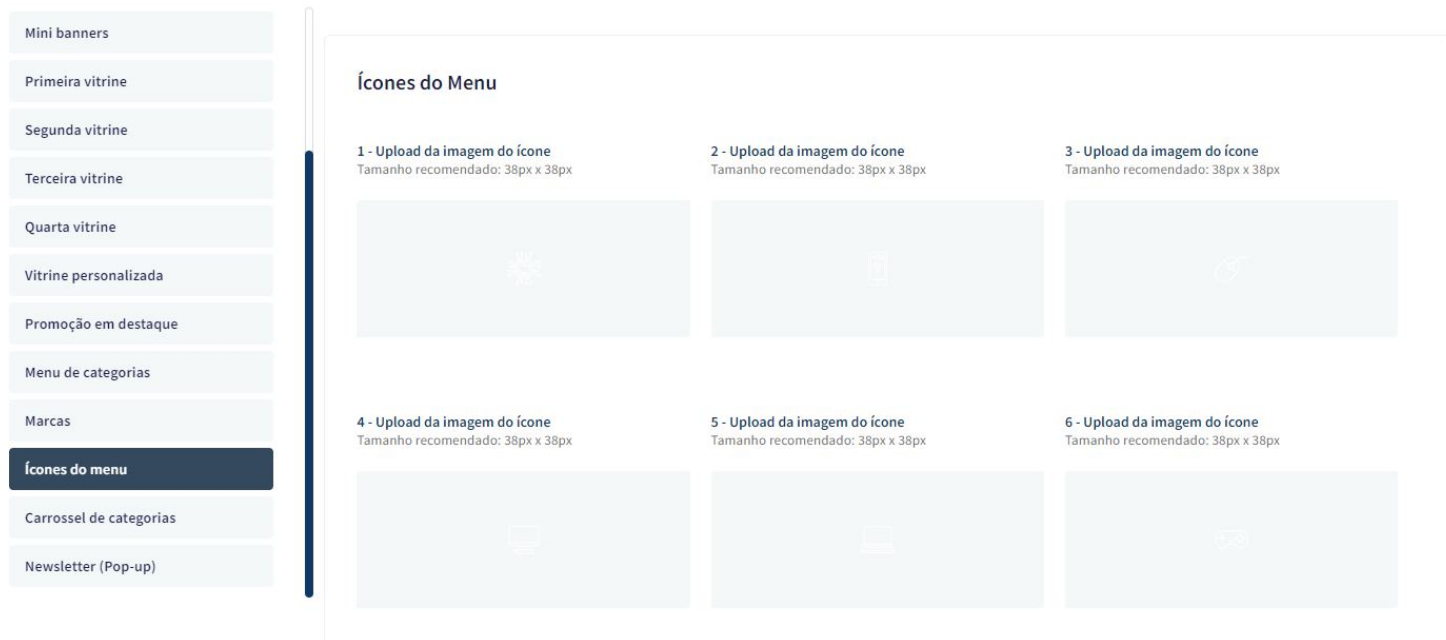 Mini banners
Primeira vitrine
Segunda vitrine
Terceira vitrine
Quarta vitrine
Vitrine personalizada
Promoção em destaque
Menu de categorias
Marcas
Ícones do menu
Carrossel de categorias
Newsletter (Pop-up)
Ícones do Menu
1 - Upload da imagem do ícone
Tamanho recomendado: 38px x 38px
2 - Upload da imagem do ícone
Tamanho recomendado: 38px x 38px
3 - Upload da imagem do ícone
Tamanho recomendado: 38px x 38px
4 - Upload da imagem do ícone
Tamanho recomendado: 38px x 38px
5 - Upload da imagem do ícone
Tamanho recomendado: 38px x 38px
6 - Upload da imagem do ícone
Tamanho recomendado: 38px x 38px